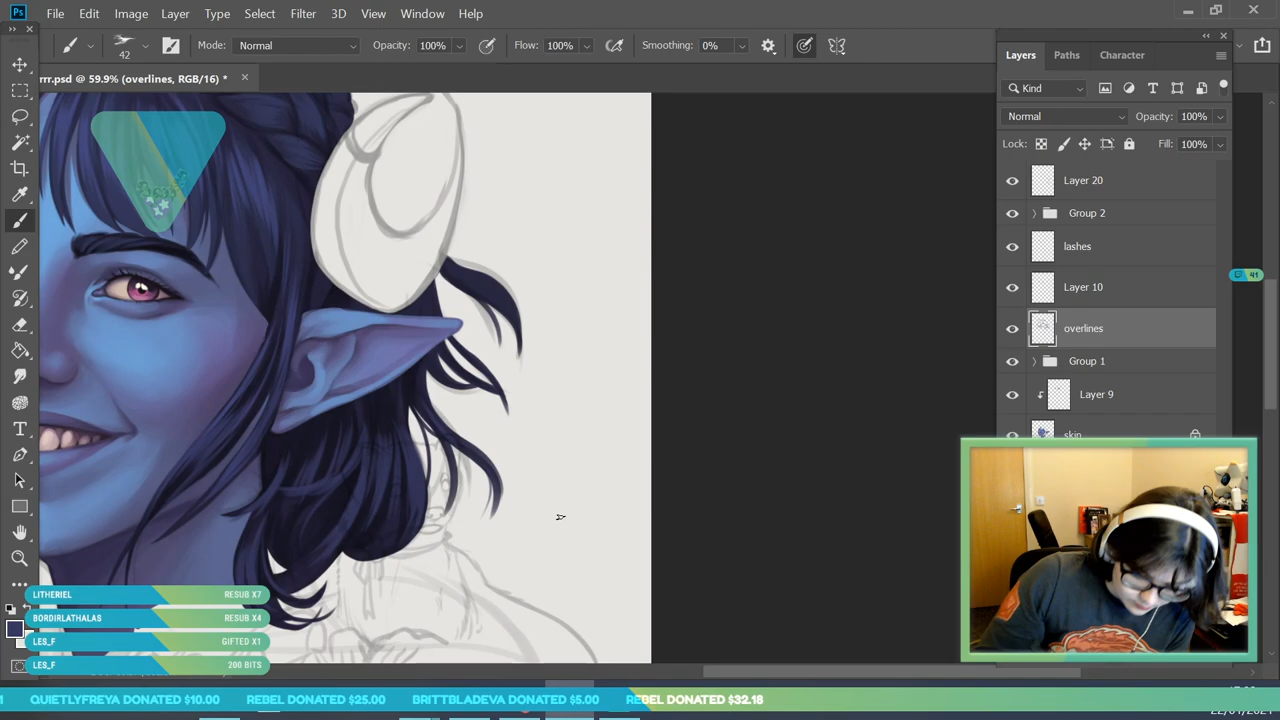 Ps File Edit Image Layer Type Select Filter 3D View Window Help
42 Mode: Normal Opacity: 100% Flow: 100% Smoothing: 0%
rrr.psd @ 59.9% (overlines, RGB/16) *
Layers Paths Character
Kind
Normal Opacity: 100%
Lock: Fill: 100%
Layer 20
Group 2
lashes
Layer 10
overlines
Group 1
Layer 9
skin
41
LITHERIEL RESUB X7
BORDIRLATHALAS RESUB X4
LES_F GIFTED X1
LES_F 200 BITS
1 QUIETLYFREYA DONATED $10.00 REBEL DONATED $25.00 BRITTBLADEVA DONATED $5.00 REBEL DONATED $32.18